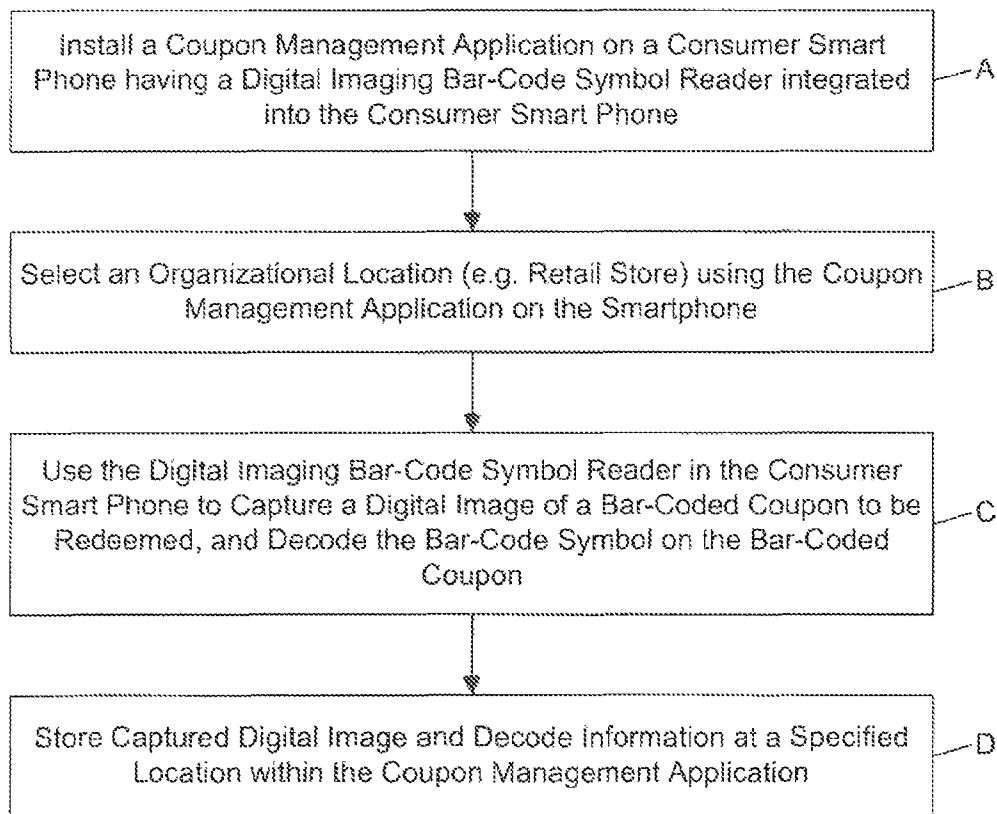 Install a Coupon Management Application on a Consumer Smart
Phone having a Digital Imaging Bar-Code Symbol Reader integrated
into the Consumer Smart Phone
A
Select an Organizational Location (e.g. Retail Store) using the Coupon
Management Application on the Smartphone
B
Use the Digital Imaging Bar-Code Symbol Reader in the Consumer
Smart Phone to Capture a Digital Image of a Bar-Coded Coupon to be
Redeemed, and Decode the Bar-Code Symbol on the Bar-Coded
Coupon
C
Store Captured Digital Image and Decode Information at a Specified
Location within the Coupon Management Application
D